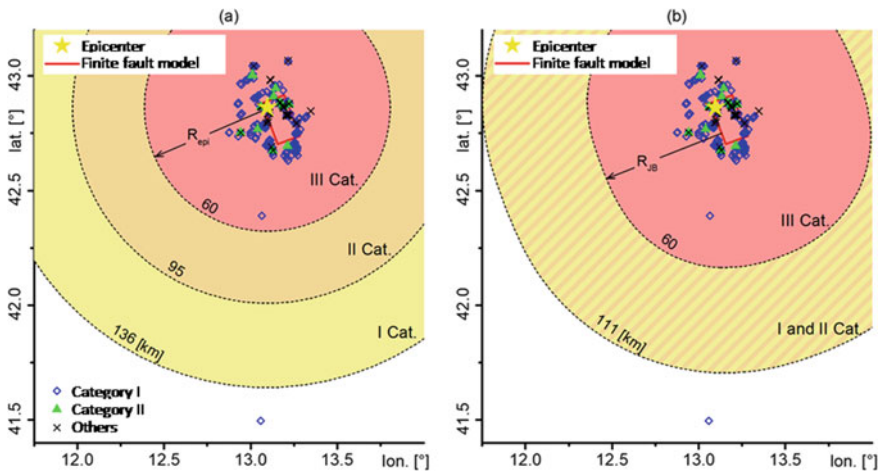 (a)
(b)
Epicenter
Finite fault model
Epicenter
Finite fault model
lat. [°]
43.0
42.5
42.0
41.5
R epi
III Cat.
60
II Cat.
95
I Cat.
136 [km]
Category I
Category II
Others
12.0
12.5
13.0
13.5
lon. [°]
lat. [°]
43.0
42.5
42.0
41.5
R JB
III Cat.
60
I and II Cat.
111 [km]
12.0
12.5
13.0
13.5
lon. [°]